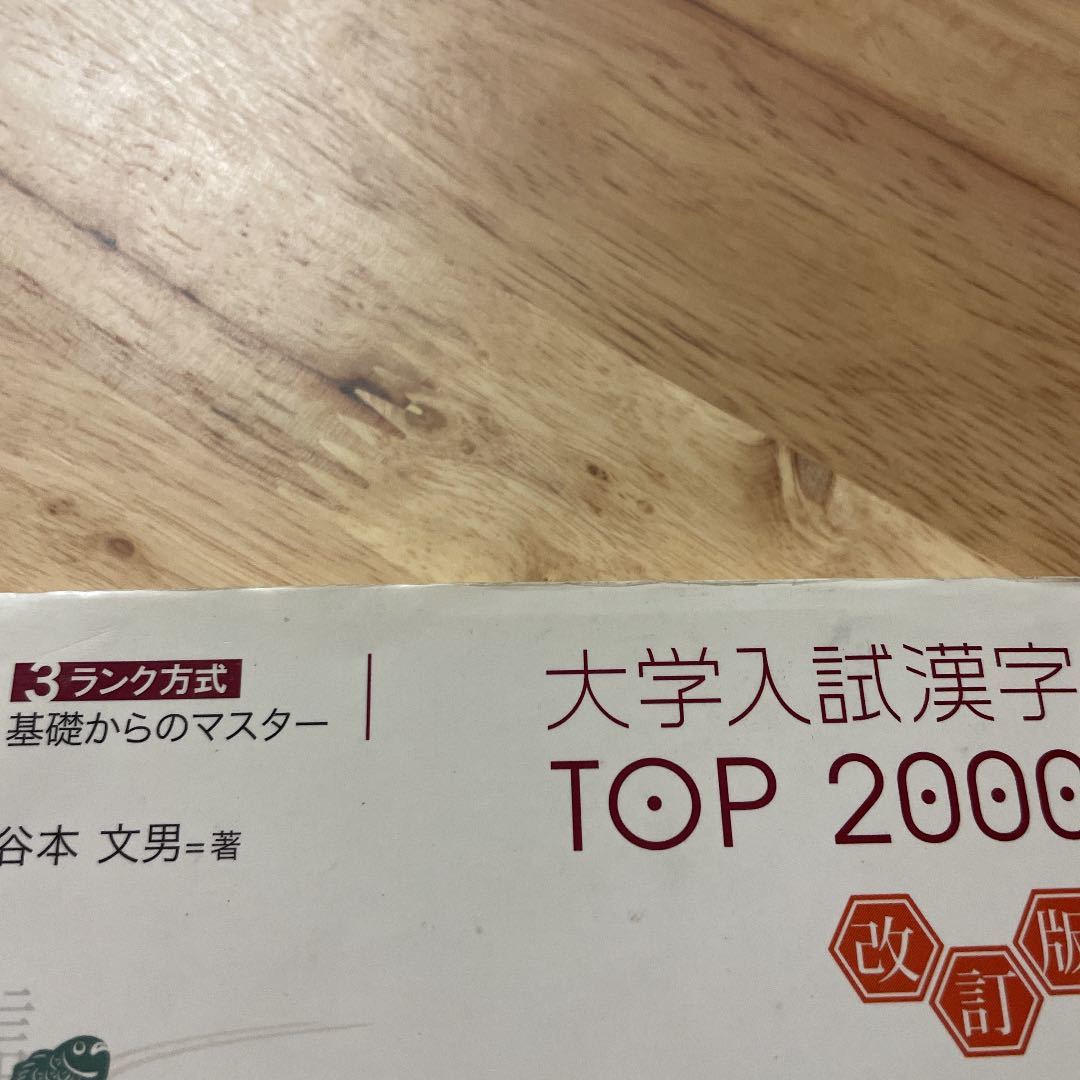 3ランク方式
基礎からのマスター
大学入試漢字
TOP 2000
谷本 文男=著
改訂版